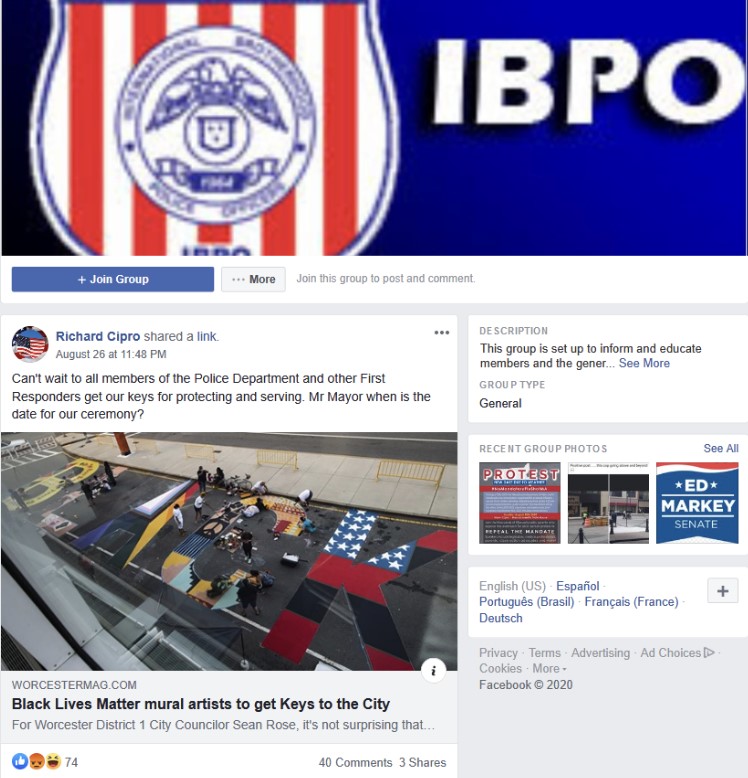 INTERNATIONAL BROTHERHOOD
1964
POLICE OFFICERS
IBPO
IBPO
+ Join Group
••• More
Join this group to post and comment.
Richard Cipro shared a link.
August 26 at 11:48 PM
Can't wait to all members of the Police Department and other First
Responders get our keys for protecting and serving. Mr Mayor when is the
date for our ceremony?
WORCESTERMAG.COM
Black Lives Matter mural artists to get Keys to the City
For Worcester District 1 City Councilor Sean Rose, it's not surprising that…
74
40 Comments 3 Shares
DESCRIPTION
This group is set up to inform and educate
members and the gener... See More
GROUP TYPE
General
RECENT GROUP PHOTOS
See All
PROTEST
REPEAL THE MANDATE
ED
MARKEY
SENATE
English (US) · Español ·
Português (Brasil) · Français (France) ·
Deutsch
Privacy · Terms · Advertising · Ad Choices ·
Cookies · More
Facebook © 2020